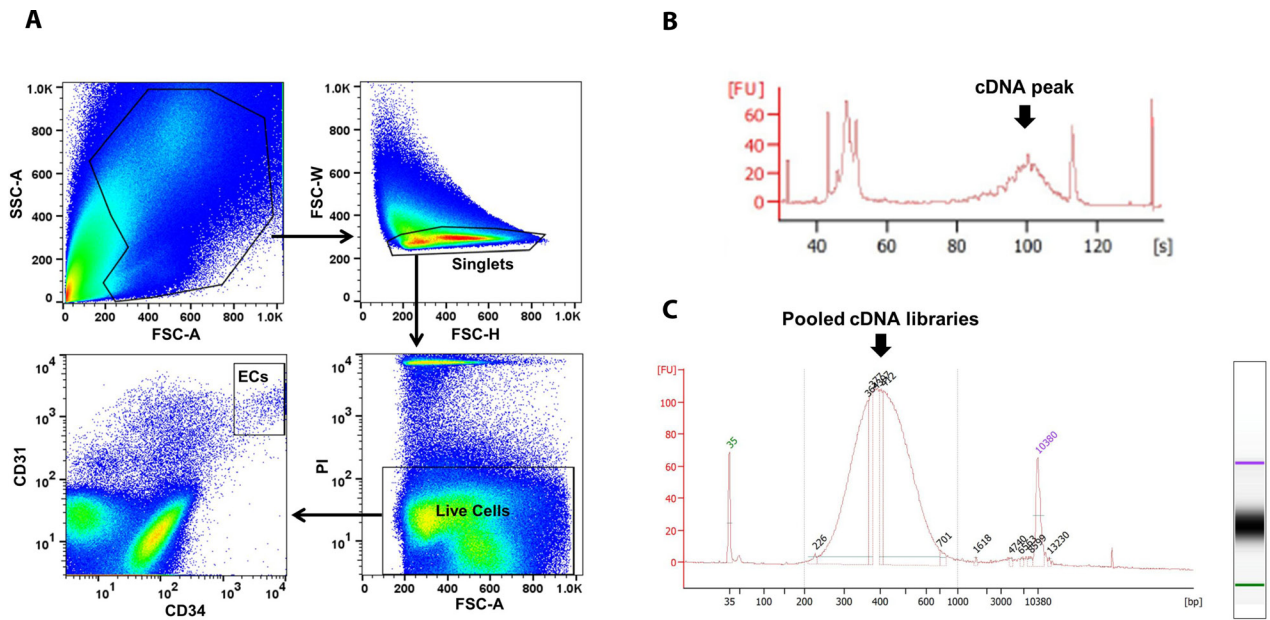 A
1.0K
800
600
400
200
0
SSC-A
0 200 400 600 800 1.0K
FSC-A
1.0K
800
600
400
200
0
FSC-W
Singlets
0 200 400 600 800 1.0K
FSC-H
10^4
10^3
10^2
10^1
CD31
ECs
10^1 10^2 10^3 10^4
CD34
10^4
10^3
10^2
10^1
PI
Live Cells
0 200 400 600 800 1.0K
FSC-A
B
[FU]
cDNA peak
60
40
20
0
40 60 80 100 120 [s]
C
Pooled cDNA libraries
[FU]
100
80
60
40
20
0
35
226
412
701
1618
4740
10380
13230
35 100 200 300 400 600 1000 3000 10380 [bp]